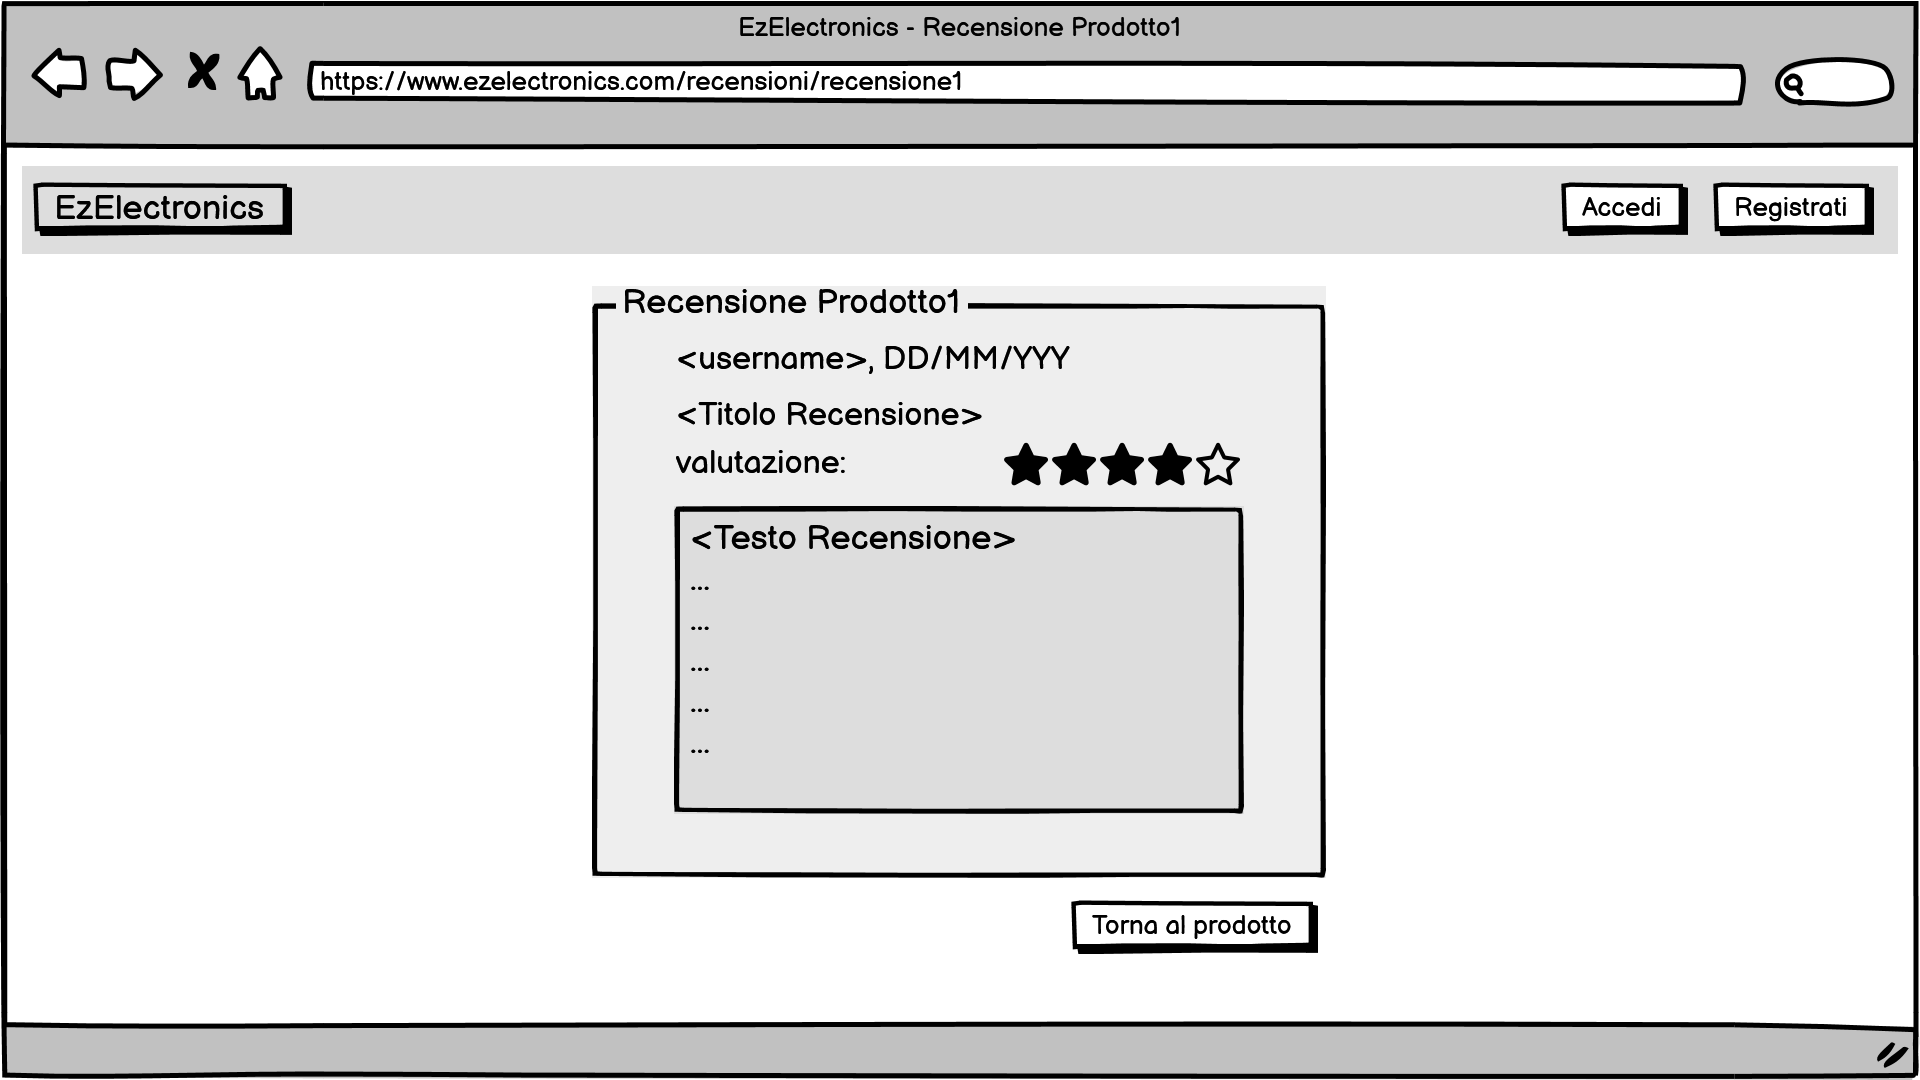 EzElectronics - Recensione Prodotto1
https://www.ezelectronics.com/recensioni/recensione1
EzElectronics
Accedi
Registrati
Recensione Prodotto1
<username>, DD/MM/YYY
<Titolo Recensione>
valutazione:
<Testo Recensione>
...
...
...
...
...
Torna al prodotto